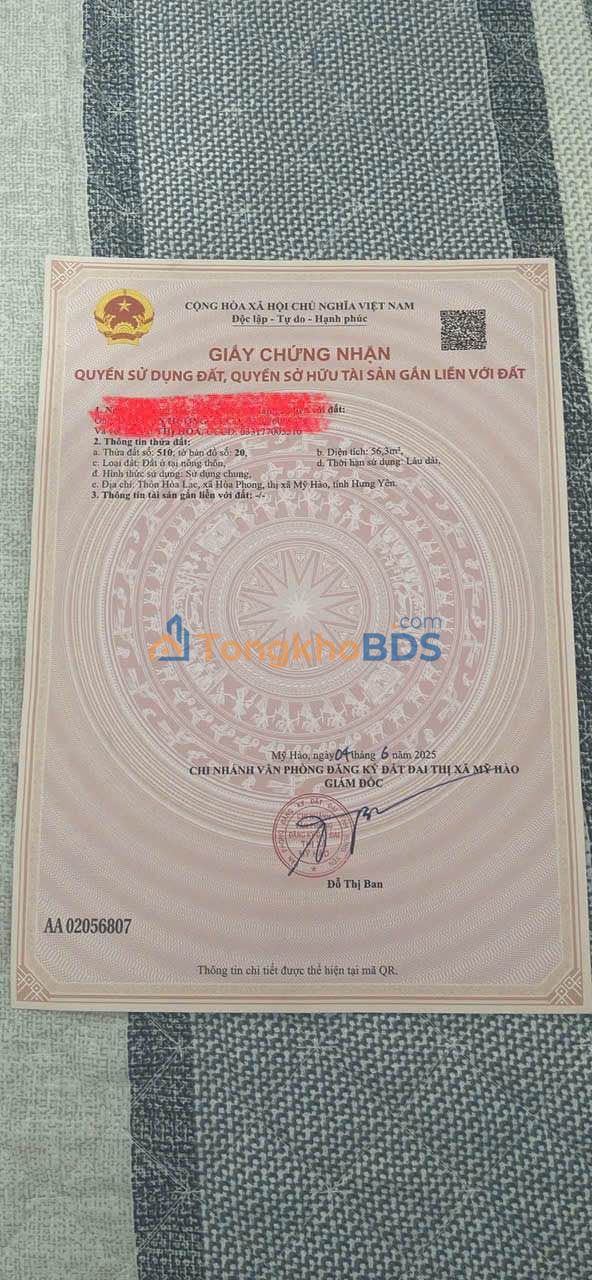 CỘNG HÒA XÃ HỘI CHỦ NGHĨA VIỆT NAM
Độc lập - Tự do - Hạnh phúc
GIẤY CHỨNG NHẬN
QUYỀN SỬ DỤNG ĐẤT, QUYỀN SỞ HỮU TÀI SẢN GẮN LIỀN VỚI ĐẤT
đất:
2. Thông tin thửa đất:
a. Thửa đất số: 510; tờ bản đồ số: 20,
b. Diện tích: 56,3m²,
c. Loại đất: Đất ở tại nông thôn,
d. Thời hạn sử dụng: Lâu dài,
đ. Hình thức sử dụng: Sử dụng chung,
e. Địa chỉ: Thôn Hòa Lạc, xã Hòa Phong, thị xã Mỹ Hào, tỉnh Hưng Yên.
3. Thông tin tài sản gắn liền với đất: -/-
TongkhoBDS.com
Mỹ Hào, ngày 04 tháng 6 năm 2025
CHI NHÁNH VĂN PHÒNG ĐĂNG KÝ ĐẤT ĐAI THỊ XÃ MỸ HÀO
GIÁM ĐỐC
Đỗ Thị Ban
AA 02056807
Thông tin chi tiết được thể hiện tại mã QR.